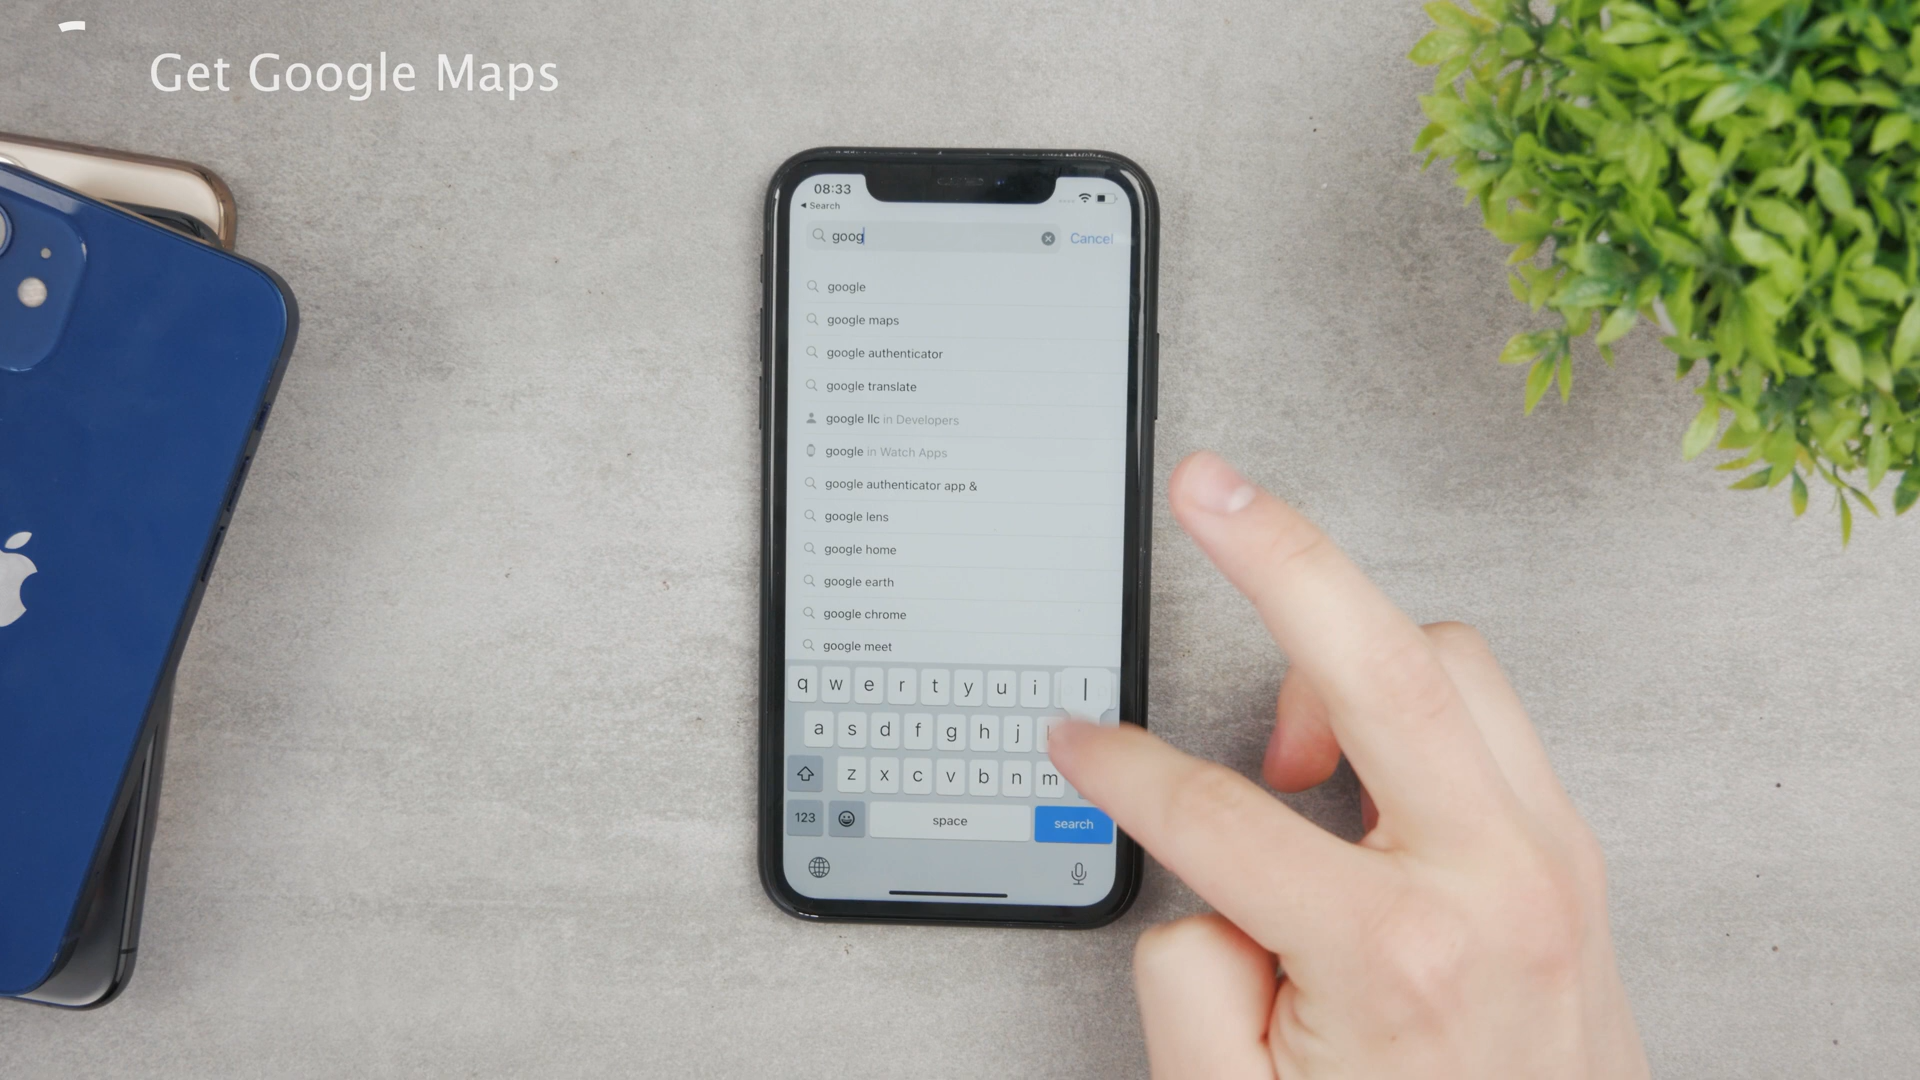 Get Google Maps
08:33
Search
goog
Cancel
google
google maps
google authenticator
google translate
google llc in Developers
google in Watch Apps
google authenticator app &
google lens
google home
google earth
google chrome
google meet
q w e r t y u i l
a s d f g h j
z x c v b n m
123 space search